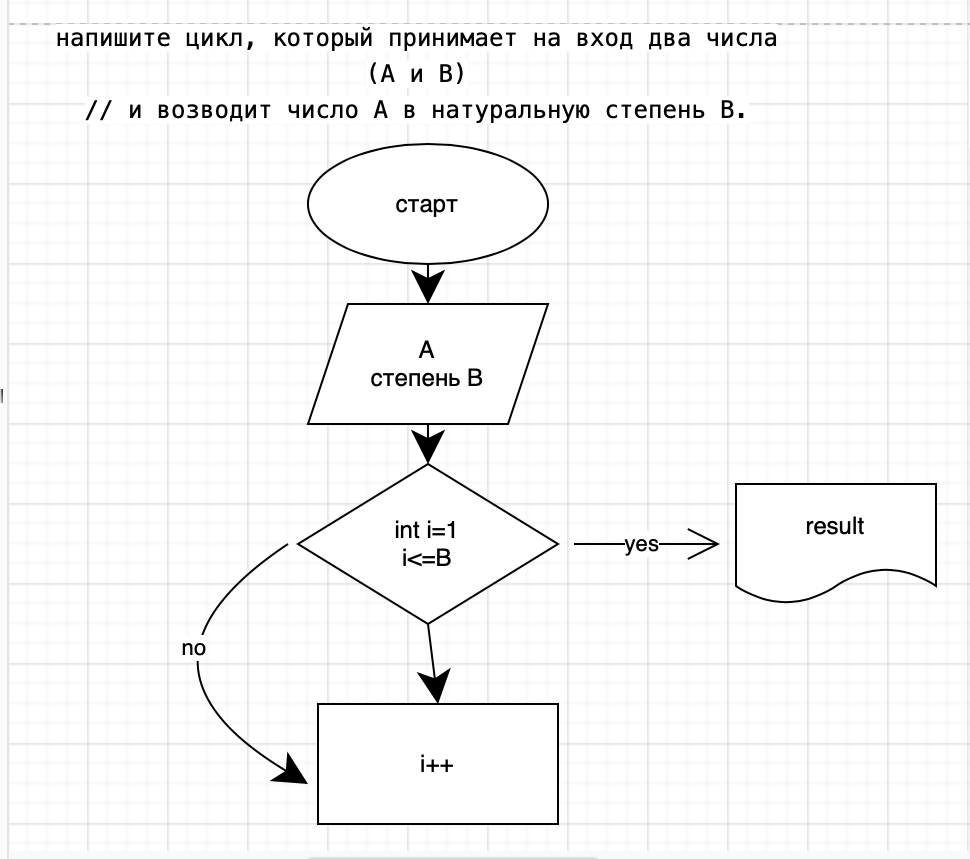 напишите цикл, который принимает на вход два числа
(A и B)
// и возводит число A в натуральную степень B.
старт
A
степень B
int i=1
i<=B
yes
result
no
i++